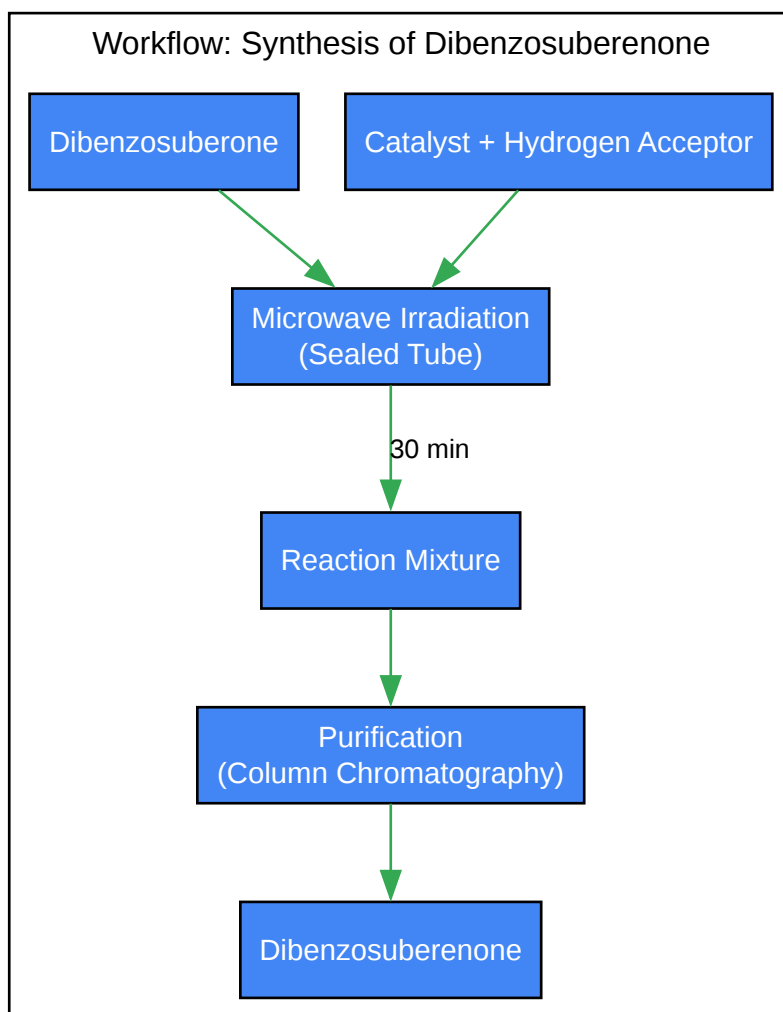 Workflow: Synthesis of Dibenzosuberenone
Dibenzosuberone
Catalyst + Hydrogen Acceptor
Microwave Irradiation
(Sealed Tube)
30 min
Reaction Mixture
Purification
(Column Chromatography)
Dibenzosuberenone